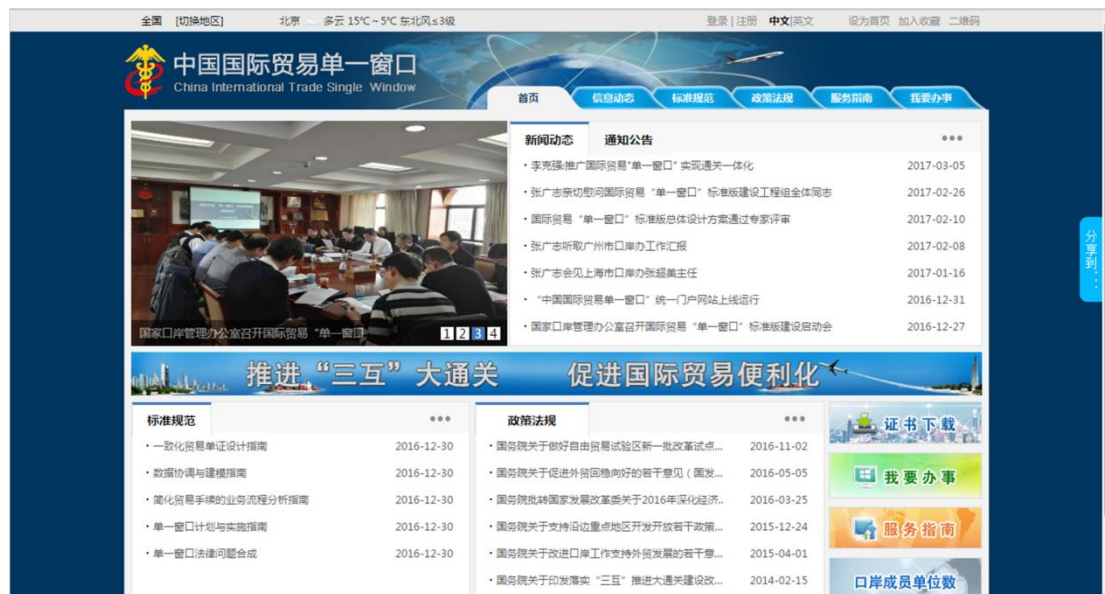 全国 [切换地区] 北京 多云 15℃~5℃ 东北风≤3级 登录 | 注册 中文|英文 设为首页 加入收藏 二维码
中国国际贸易单一窗口
China International Trade Single Window
首页 信息动态 标准规范 政策法规 服务指南 我要办事
新闻动态 通知公告
·李克强:推广国际贸易"单一窗口" 实现通关一体化 2017-03-05
·张广志亲切慰问国际贸易“单一窗口”标准版建设工程组全体同志 2017-02-26
·国际贸易“单一窗口”标准版总体设计方案通过专家评审 2017-02-10
·张广志听取广州市口岸办工作汇报 2017-02-08
·张广志会见上海市口岸办张超美主任 2017-01-16
·“中国国际贸易单一窗口”统一门户网站上线运行 2016-12-31
·国家口岸管理办公室召开国际贸易“单一窗口”标准版建设启动会 2016-12-27
国家口岸管理办公室召开国际贸易“单一窗口 1 2 3 4
分享到:
推进“三互”大通关 促进国际贸易便利化
标准规范
·一致化贸易单证设计指南 2016-12-30
·数据协调与建模指南 2016-12-30
·简化贸易手续的业务流程分析指南 2016-12-30
·单一窗口计划与实施指南 2016-12-30
·单一窗口法律问题合成 2016-12-30
政策法规
·国务院关于做好自由贸易试验区新一批改革试点... 2016-11-02
·国务院关于促进外贸回稳向好的若干意见（国发... 2016-05-05
·国务院批转国家发展改革委关于2016年深化经济.. 2016-03-25
·国务院关于支持沿边重点地区开发开放若干政策... 2015-12-24
·国务院关于改进口岸工作支持外贸发展的若干意... 2015-04-01
·国务院关于印发落实“三互”推进大通关建设改... 2014-02-15
证书下载
我要办事
服务指南
口岸成员单位数